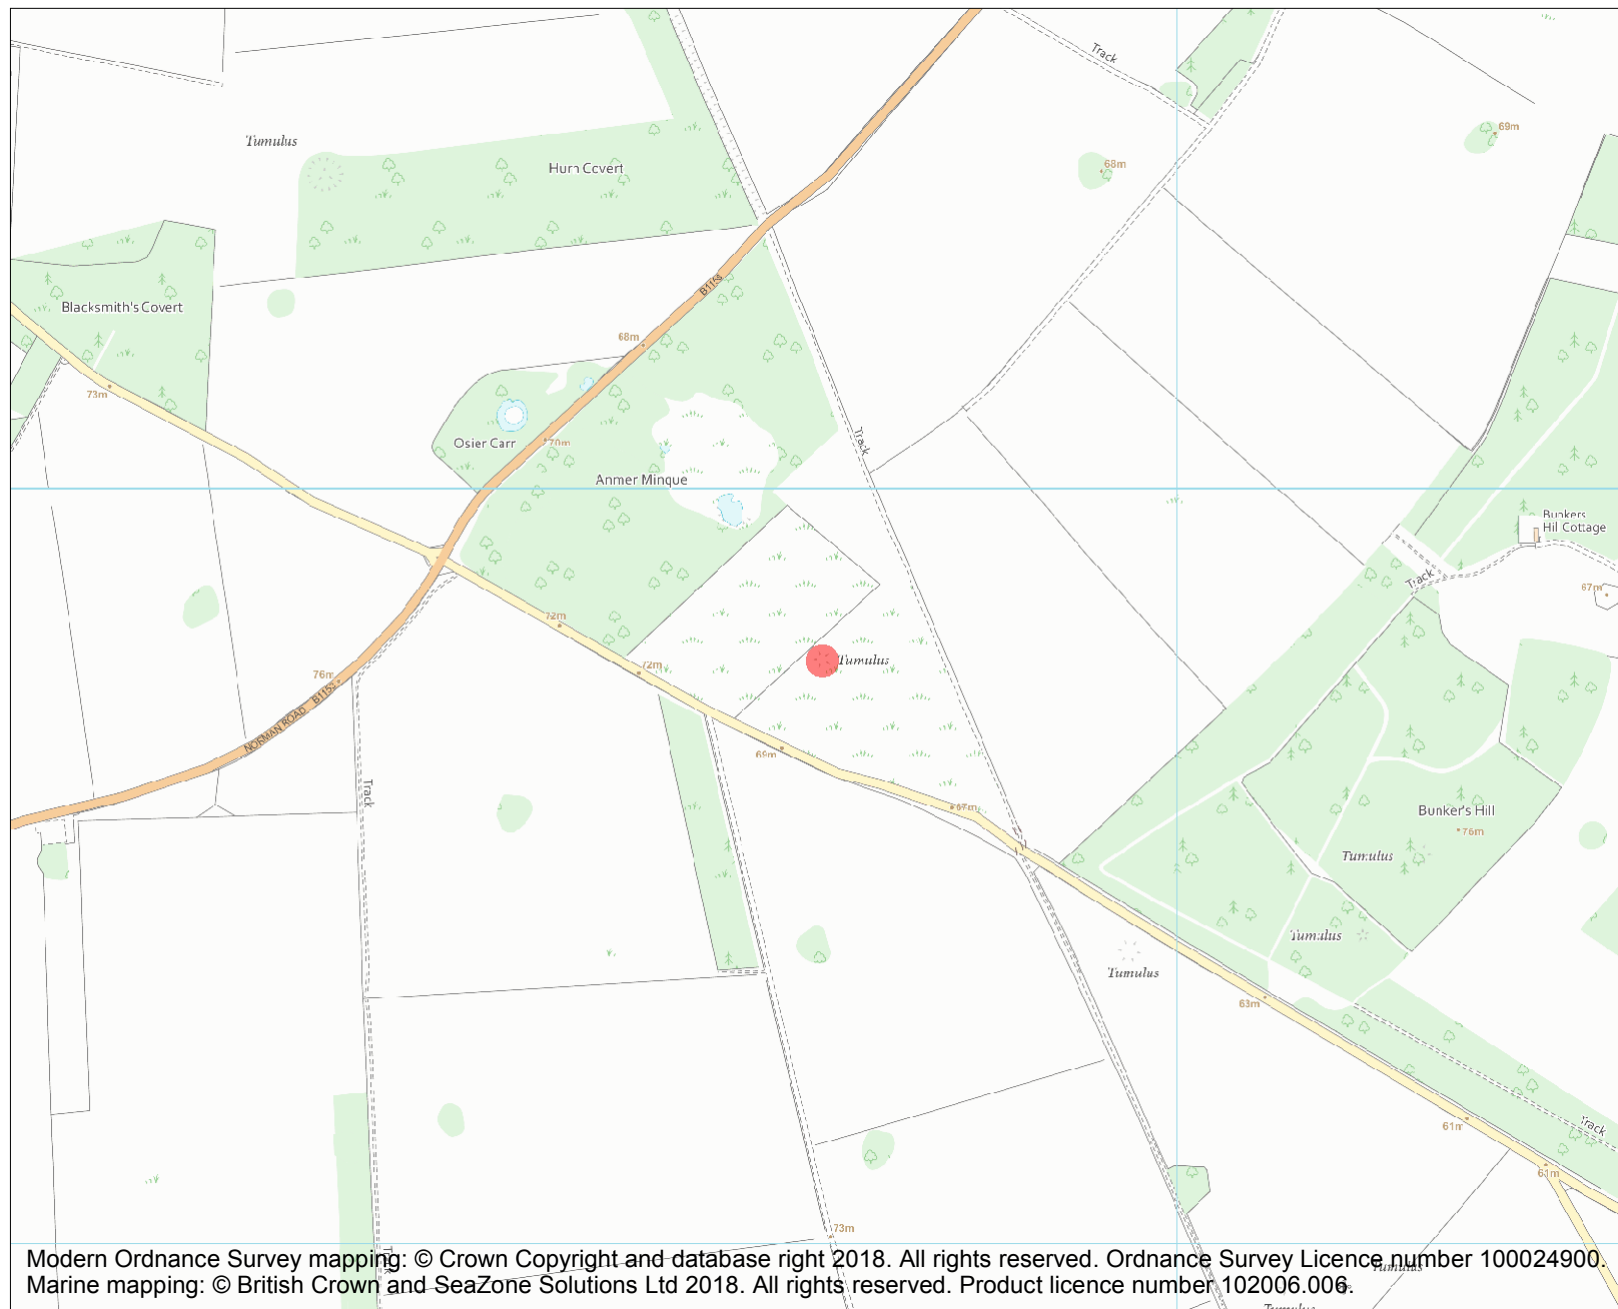 Track
Tumulus
69m
Hurn Covert
68m
B1153
Blacksmith's Covert
68m
73m
Osier Carr
70m
Track
Anmer Minque
Bunkers
Hill Cottage
Track
67m
72m
72m
Tumulus
76m
B1153
NORMAN ROAD
69m
Track
67m
Bunker's Hill
76m
Tumulus
Tumulus
Tumulus
63m
61m
Track
61m
73m
Track
Modern Ordnance Survey mapping: © Crown Copyright and database right 2018. All rights reserved. Ordnance Survey Licence number 100024900.
Tumulus
Marine mapping: © British Crown and SeaZone Solutions Ltd 2018. All rights reserved. Product licence number 102006.006.
Tumulus